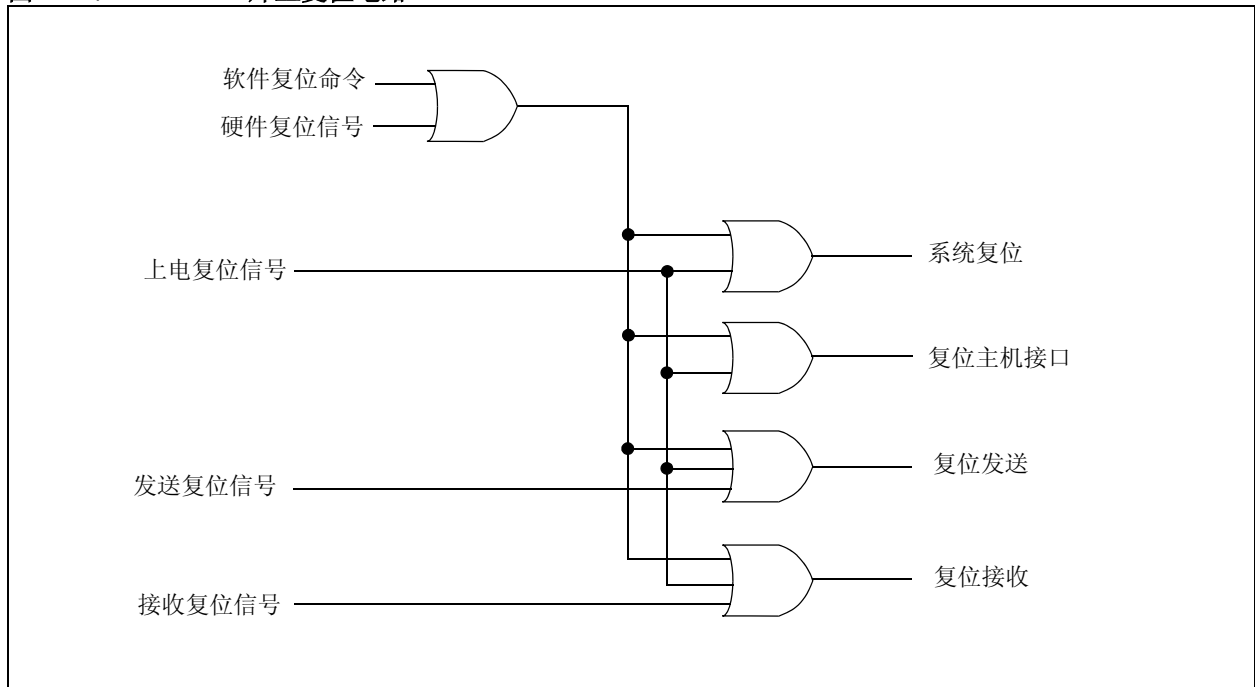 软件复位命令
硬件复位信号
上电复位信号
系统复位
复位主机接口
发送复位信号
复位发送
接收复位信号
复位接收